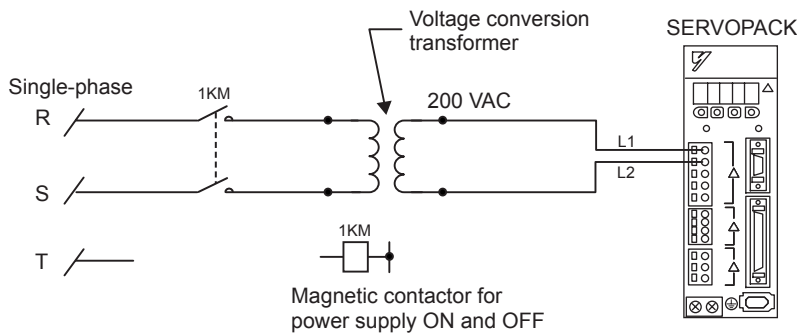 Voltage conversion
transformer
SERVOPACK
Single-phase
1KM
200 VAC
R
L1
L2
S
T
1KM
Magnetic contactor for
power supply ON and OFF